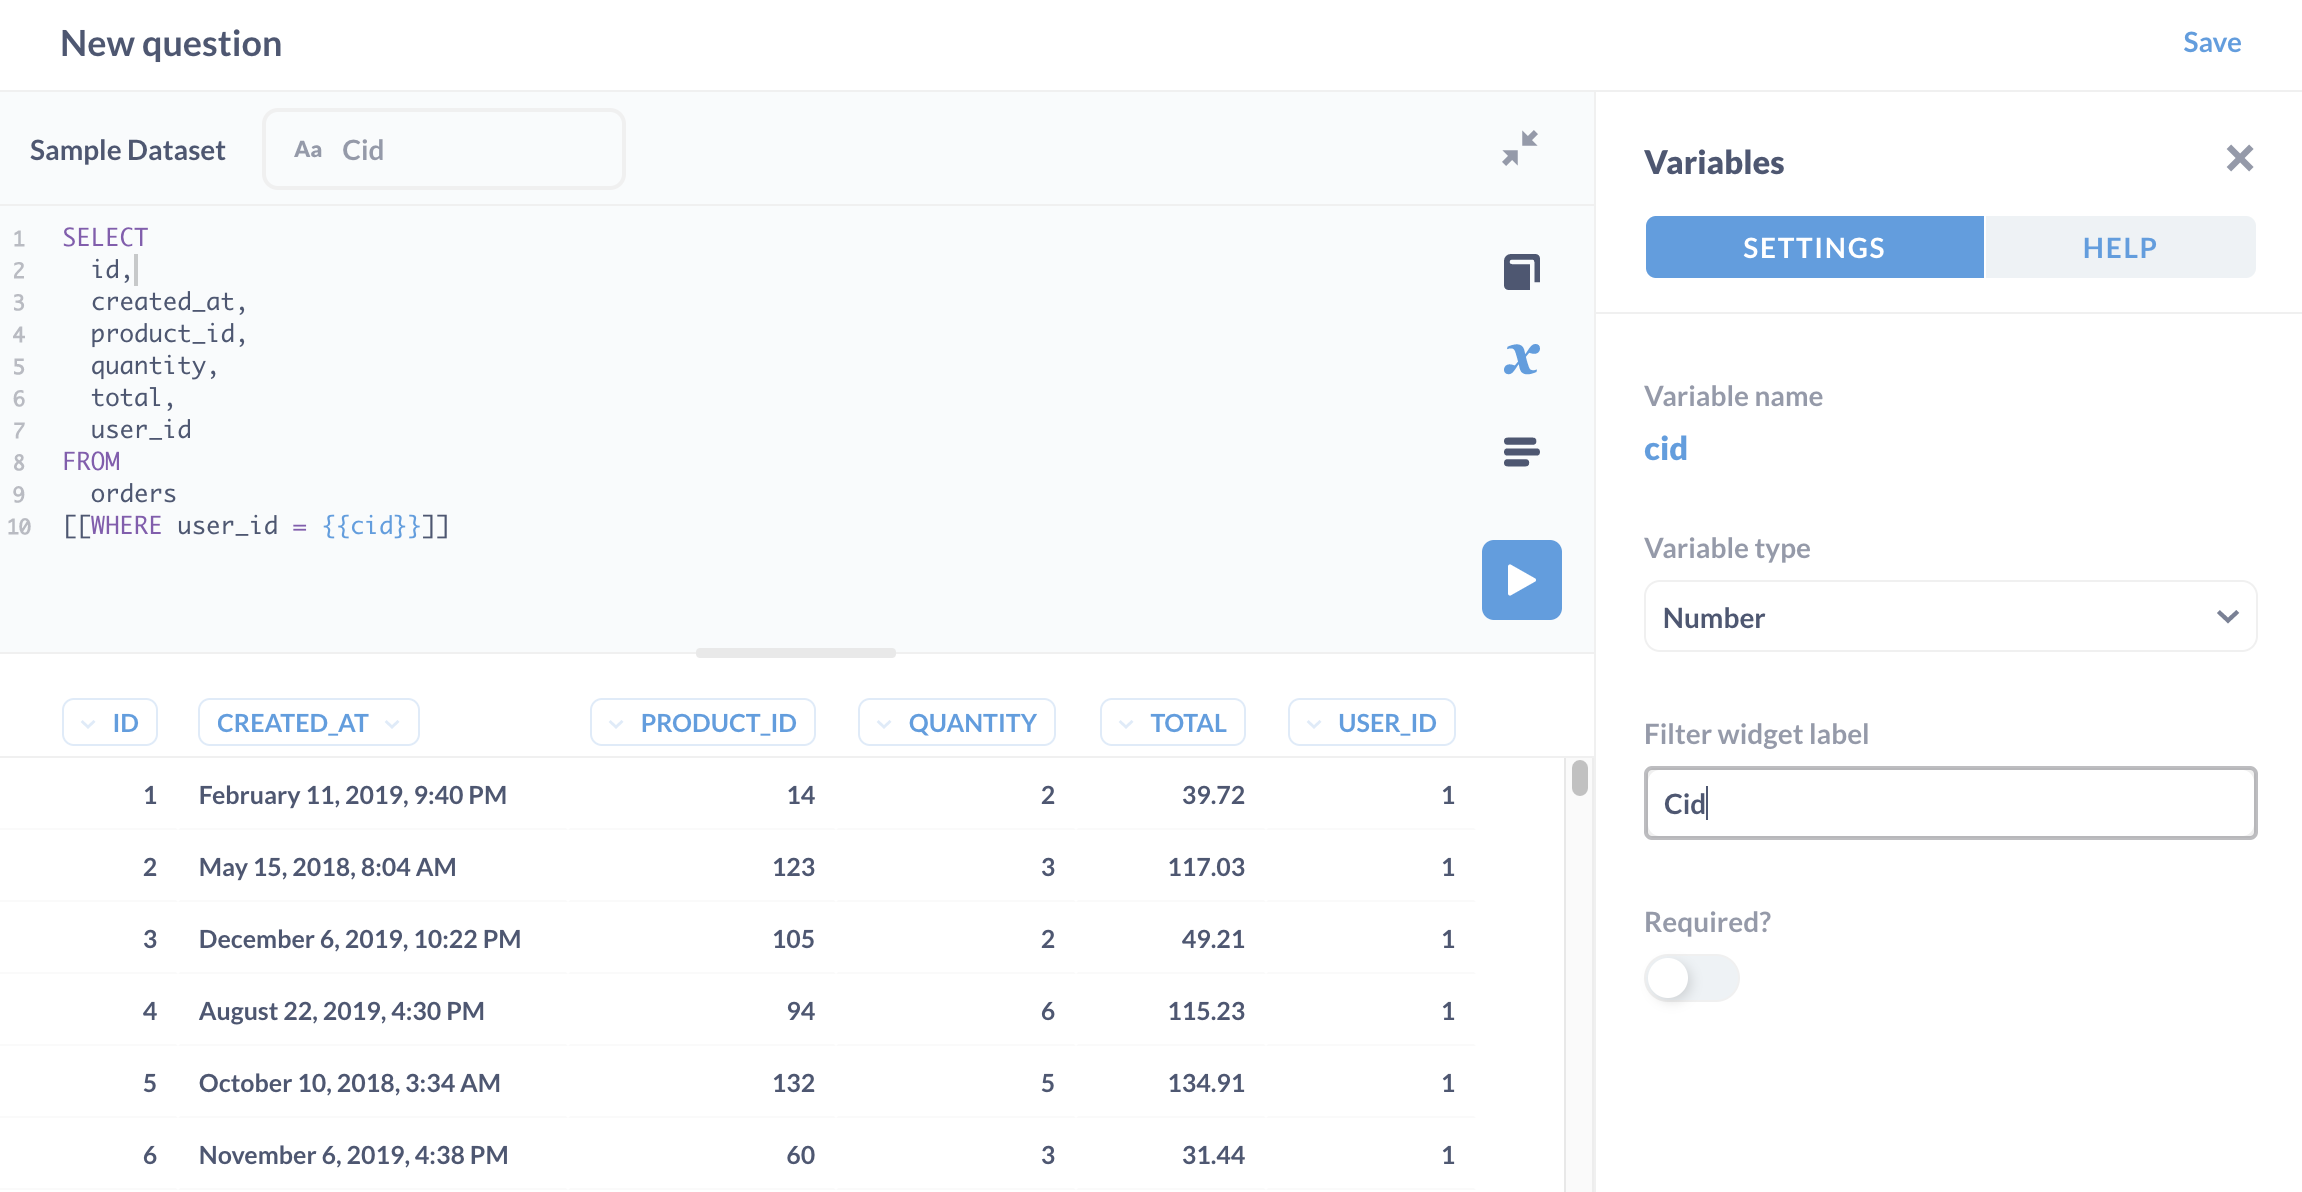 New question
Save
Sample Dataset
Aa Cid
1 SELECT
2 id,
3 created_at,
4 product_id,
5 quantity,
6 total,
7 user_id
8 FROM
9 orders
10 [[WHERE user_id = {{cid}}]]
Variables
SETTINGS HELP
Variable name
cid
Variable type
Number
Filter widget label
Cid
Required?
ID CREATED_AT PRODUCT_ID QUANTITY TOTAL USER_ID
1 February 11, 2019, 9:40 PM 14 2 39.72 1
2 May 15, 2018, 8:04 AM 123 3 117.03 1
3 December 6, 2019, 10:22 PM 105 2 49.21 1
4 August 22, 2019, 4:30 PM 94 6 115.23 1
5 October 10, 2018, 3:34 AM 132 5 134.91 1
6 November 6, 2019, 4:38 PM 60 3 31.44 1